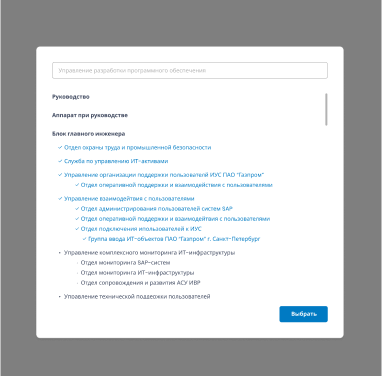 Управление разработки программного обеспечения
Руководство
Аппарат при руководстве
Блок главного инженера
Отдел охраны труда и промышленной безопасности
Служба по управлению ИТ-активами
Управление организации поддержки пользователй ИУС ПАО "Газпром"
Отдел оперативной поддержки и взаимодействия с пользователями
Управление взаимодействия с пользователями
Отдел администрирования пользователей систем SAP
Отдел оперативной поддержки и взаимодействия с пользователями
Отдел подключения ипользователй к ИУС
Группа ввода ИТ-объектов ПАО "Газпром" г. Санкт-Петербург
Управление комплексного мониторинга ИТ-инфраструктуры
Отдел мониторинга SAP-систем
Отдел мониторинга ИТ-инфраструктуры
Отдел сопровождения и развития АСУ ИВР
Управление технической поддержки пользователей
Выбрать